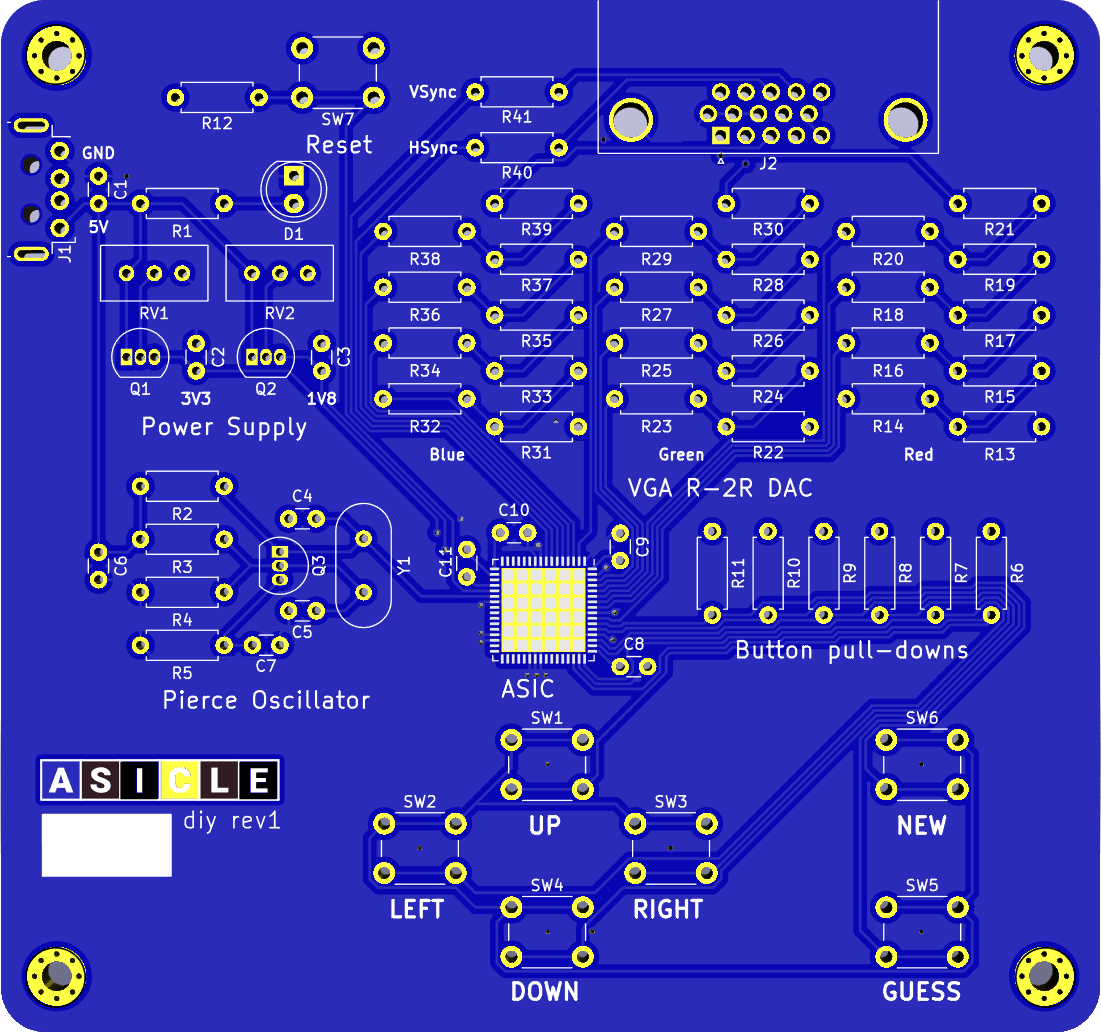 VSync
R41
R12
SW7
Reset
HSync
R40
J2
GND
C1
5V
R1
D1
J1
R39
R30
R21
R38
R29
R20
R37
R28
R19
R36
R27
R18
RV1
RV2
R35
R26
R17
C2
C3
R34
R25
R16
Q1
Q2
3V3
1V8
R33
R24
R15
R32
R23
R14
Power Supply
Blue
R31
Green
R22
Red
R13
VGA R-2R DAC
R2
C4
C10
C9
C11
R3
C6
Q3
Y1
R11
R10
R9
R8
R7
R6
R4
C5
C8
R5
C7
Button pull-downs
Pierce Oscillator
ASIC
SW1
SW6
ASICLE
diy rev1
SW2
SW3
UP
NEW
SW4
SW5
LEFT
RIGHT
DOWN
GUESS